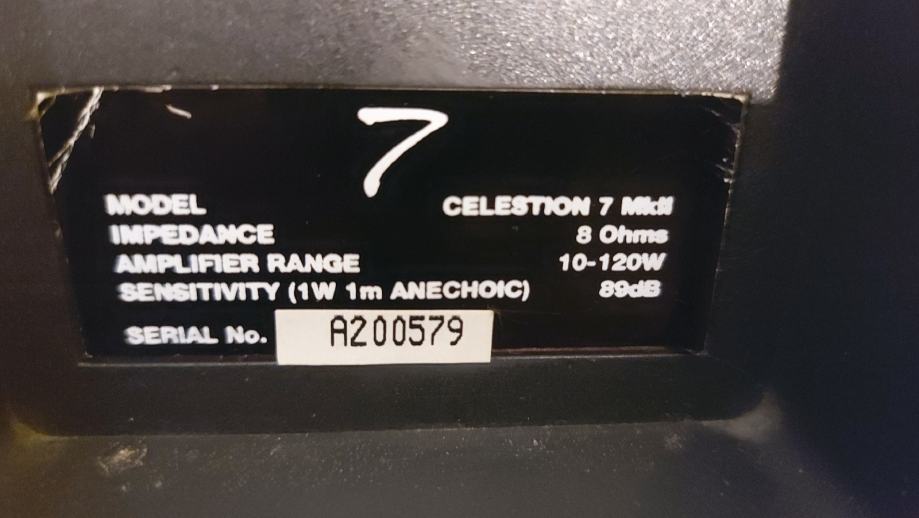 7
MODEL CELESTION 7 MkII
IMPEDANCE 8 Ohms
AMPLIFIER RANGE 10-120W
SENSITIVITY (1W 1m ANECHOIC) 89dB
SERIAL No. A200579